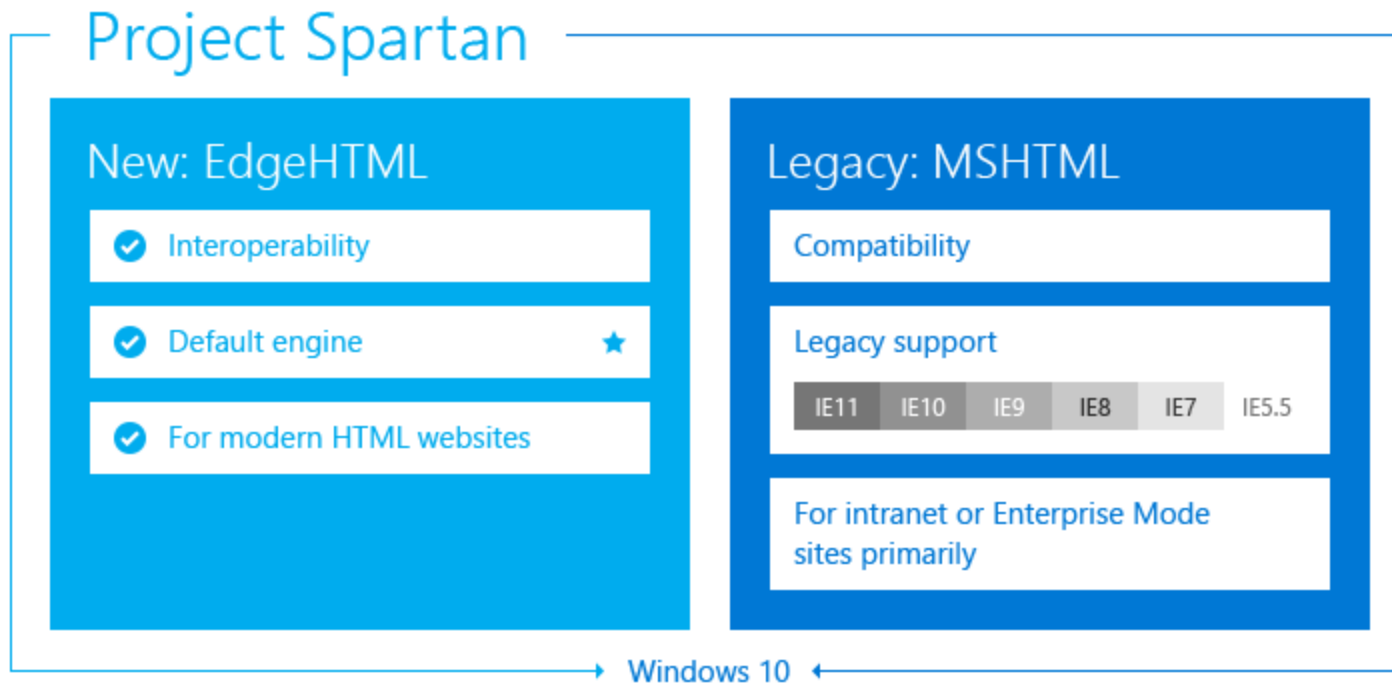 Project Spartan
New: EdgeHTML
Interoperability
Default engine
For modern HTML websites
Legacy: MSHTML
Compatibility
Legacy support
IE11 IE10 IE9 IE8 IE7 IE5.5
For intranet or Enterprise Mode
sites primarily
Windows 10